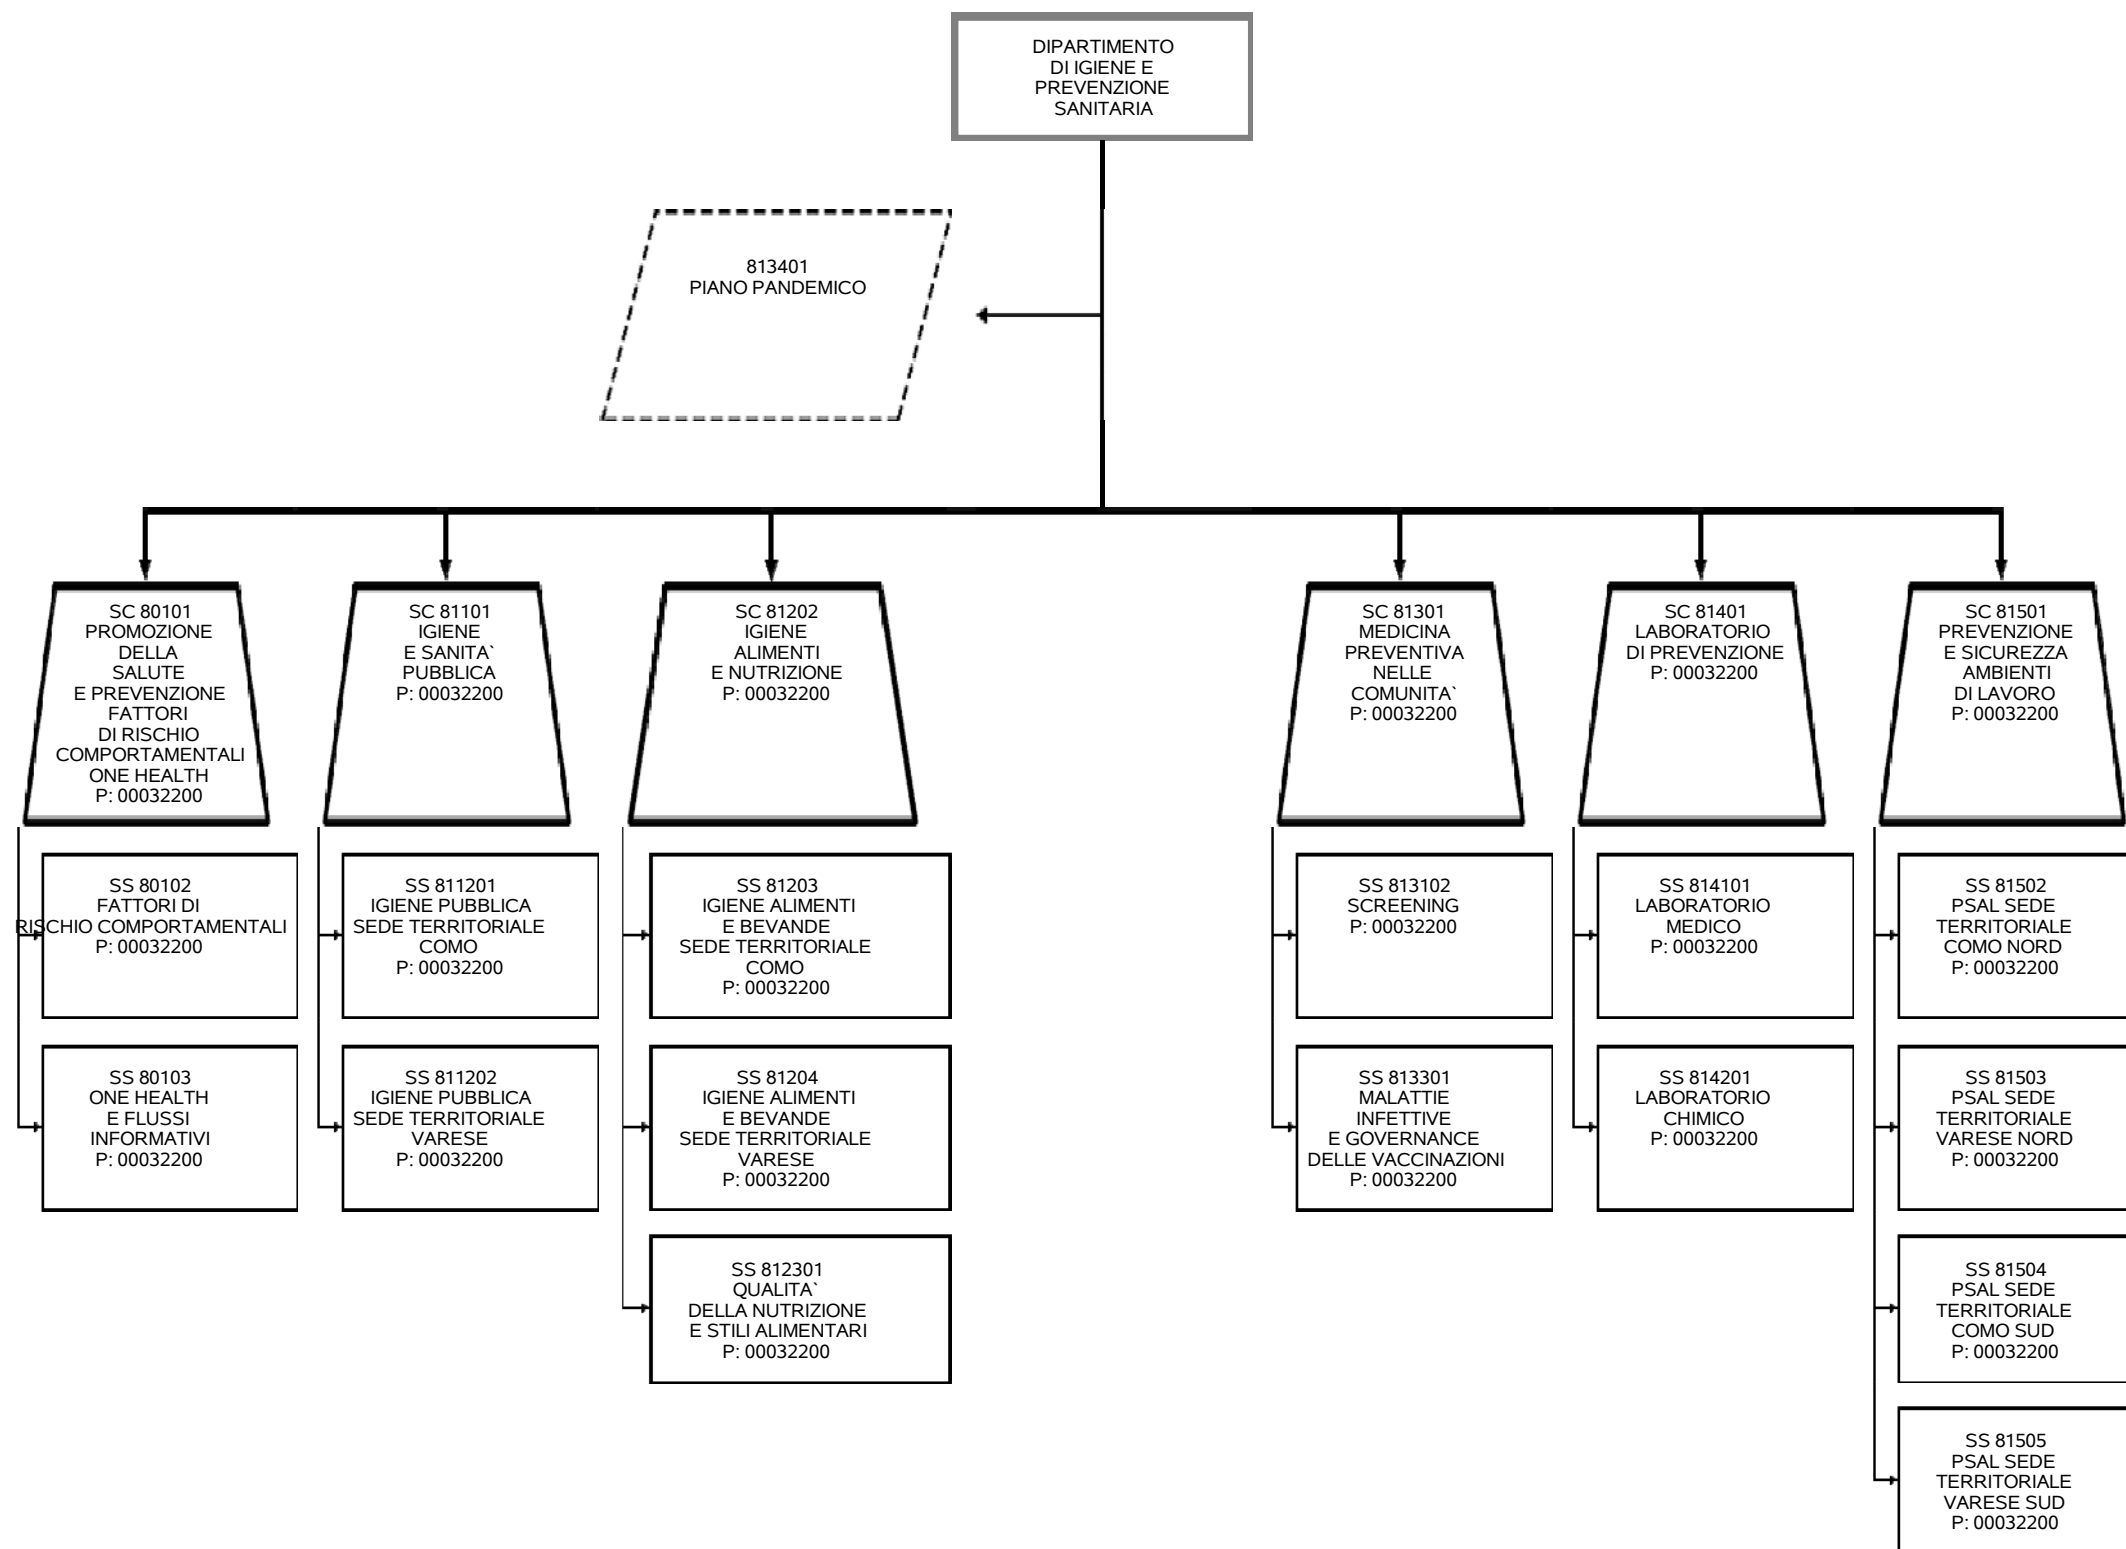 DIPARTIMENTO
DI IGIENE E
PREVENZIONE
SANITARIA
813401
PIANO PANDEMICO
SC 80101
PROMOZIONE
DELLA
SALUTE
E PREVENZIONE
FATTORI
DI RISCHIO
COMPORTAMENTALI
ONE HEALTH
P: 00032200
SC 81101
IGIENE
E SANITA`
PUBBLICA
P: 00032200
SC 81202
IGIENE
ALIMENTI
E NUTRIZIONE
P: 00032200
SC 81301
MEDICINA
PREVENTIVA
NELLE
COMUNITA`
P: 00032200
SC 81401
LABORATORIO
DI PREVENZIONE
P: 00032200
SC 81501
PREVENZIONE
E SICUREZZA
AMBIENTI
DI LAVORO
P: 00032200
SS 80102
FATTORI DI
RISCHIO COMPORTAMENTALI
P: 00032200
SS 811201
IGIENE PUBBLICA
SEDE TERRITORIALE
COMO
P: 00032200
SS 81203
IGIENE ALIMENTI
E BEVANDE
SEDE TERRITORIALE
COMO
P: 00032200
SS 813102
SCREENING
P: 00032200
SS 814101
LABORATORIO
MEDICO
P: 00032200
SS 81502
PSAL SEDE
TERRITORIALE
COMO NORD
P: 00032200
SS 80103
ONE HEALTH
E FLUSSI
INFORMATIVI
P: 00032200
SS 811202
IGIENE PUBBLICA
SEDE TERRITORIALE
VARESE
P: 00032200
SS 81204
IGIENE ALIMENTI
E BEVANDE
SEDE TERRITORIALE
VARESE
P: 00032200
SS 813301
MALATTIE
INFETTIVE
E GOVERNANCE
DELLE VACCINAZIONI
P: 00032200
SS 814201
LABORATORIO
CHIMICO
P: 00032200
SS 81503
PSAL SEDE
TERRITORIALE
VARESE NORD
P: 00032200
SS 812301
QUALITA`
DELLA NUTRIZIONE
E STILI ALIMENTARI
P: 00032200
SS 81504
PSAL SEDE
TERRITORIALE
COMO SUD
P: 00032200
SS 81505
PSAL SEDE
TERRITORIALE
VARESE SUD
P: 00032200